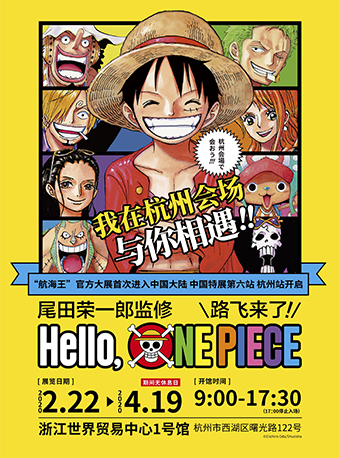 杭州会場で
会おう!!!
我在杭州会场
与你相遇!!
“航海王”官方大展首次进入中国大陆 中国特展第六站 杭州站开启
尾田荣一郎监修
路飞来了!!
Hello, ONE PIECE
[ 展览日期 ]
期间无休息日
[ 开馆时间 ]
2020 2.22 ▶ 2020 4.19 9:00-17:30
(17:00停止入场)
浙江世界贸易中心1号馆 杭州市西湖区曙光路122号
©Eiichiro Oda/Shueisha